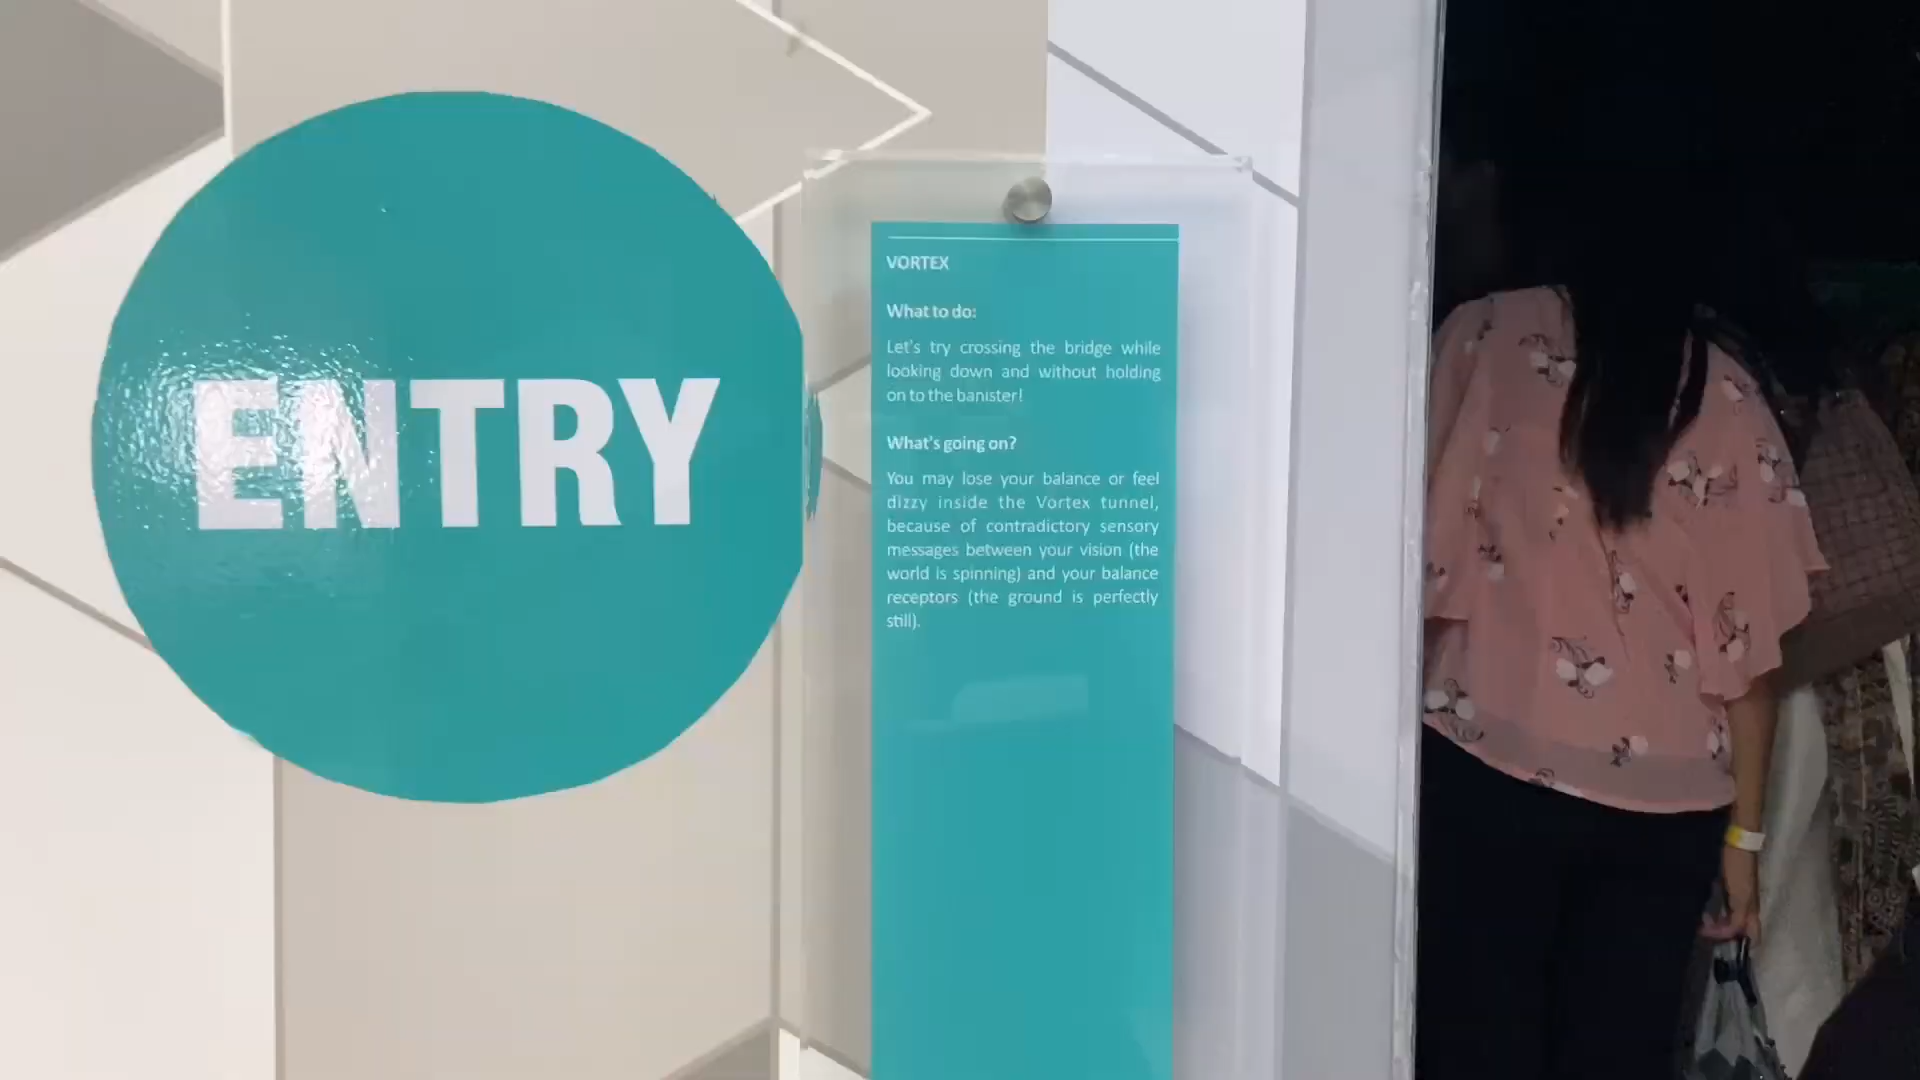 ENTRY
VORTEX
What to do:
Let's try crossing the bridge while
looking down and without holding
on to the banister!
What's going on?
You may lose your balance or feel
dizzy inside the Vortex tunnel,
because of contradictory sensory
messages between your vision (the
world is spinning) and your balance
receptors (the ground is perfectly
still).